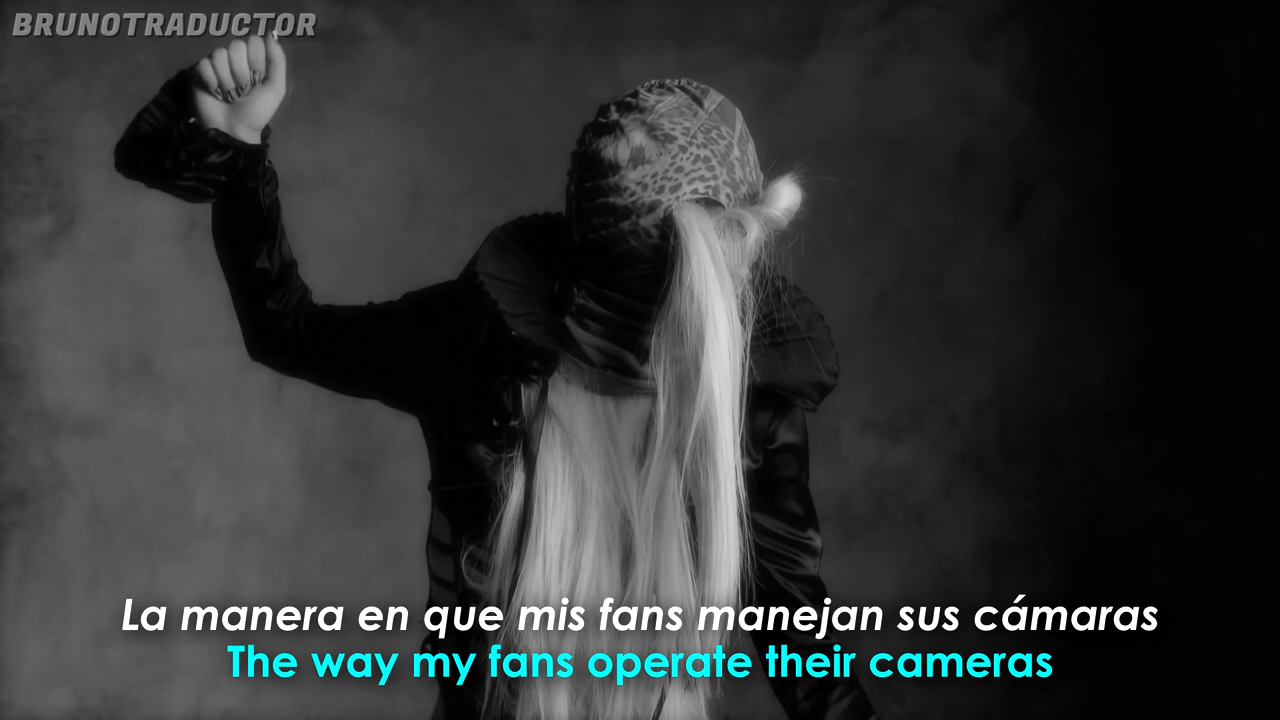 BRUNOTRADUCTOR
La manera en que mis fans manejan sus cámaras
The way my fans operate their cameras